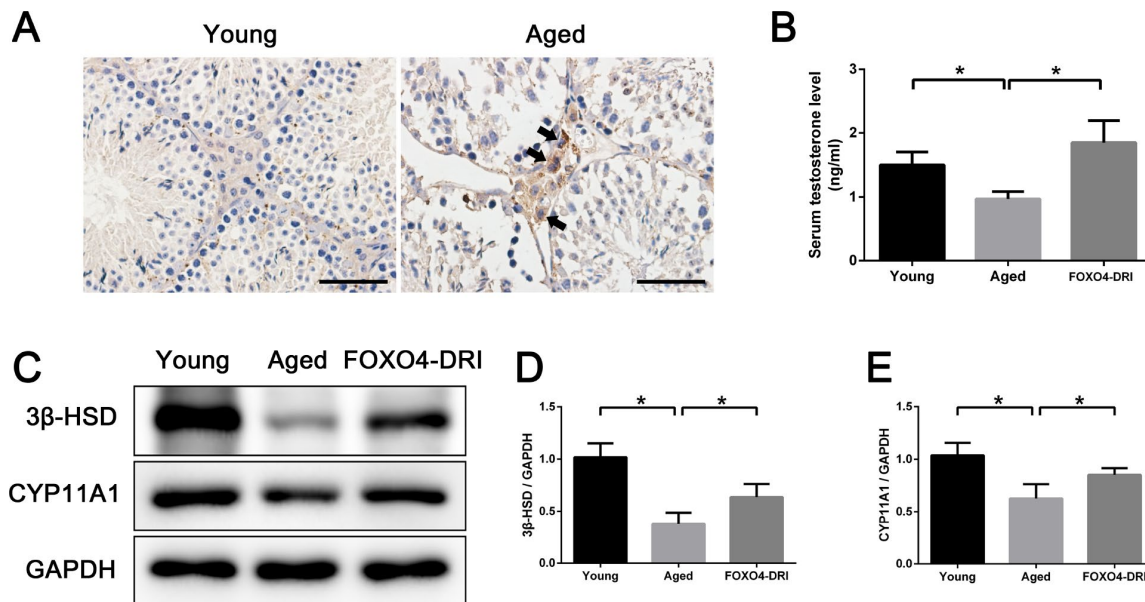 A
Young
Aged
B
Serum testosterone level
(ng/ml)
3
2
1
0
*
*
Young
Aged
FOXO4-DRI
C
Young Aged FOXO4-DRI
3β-HSD
CYP11A1
GAPDH
D
3β-HSD / GAPDH
1.5
1.0
0.5
0.0
*
*
Young
Aged
FOXO4-DRI
E
CYP11A1 / GAPDH
1.5
1.0
0.5
0.0
*
*
Young
Aged
FOXO4-DRI